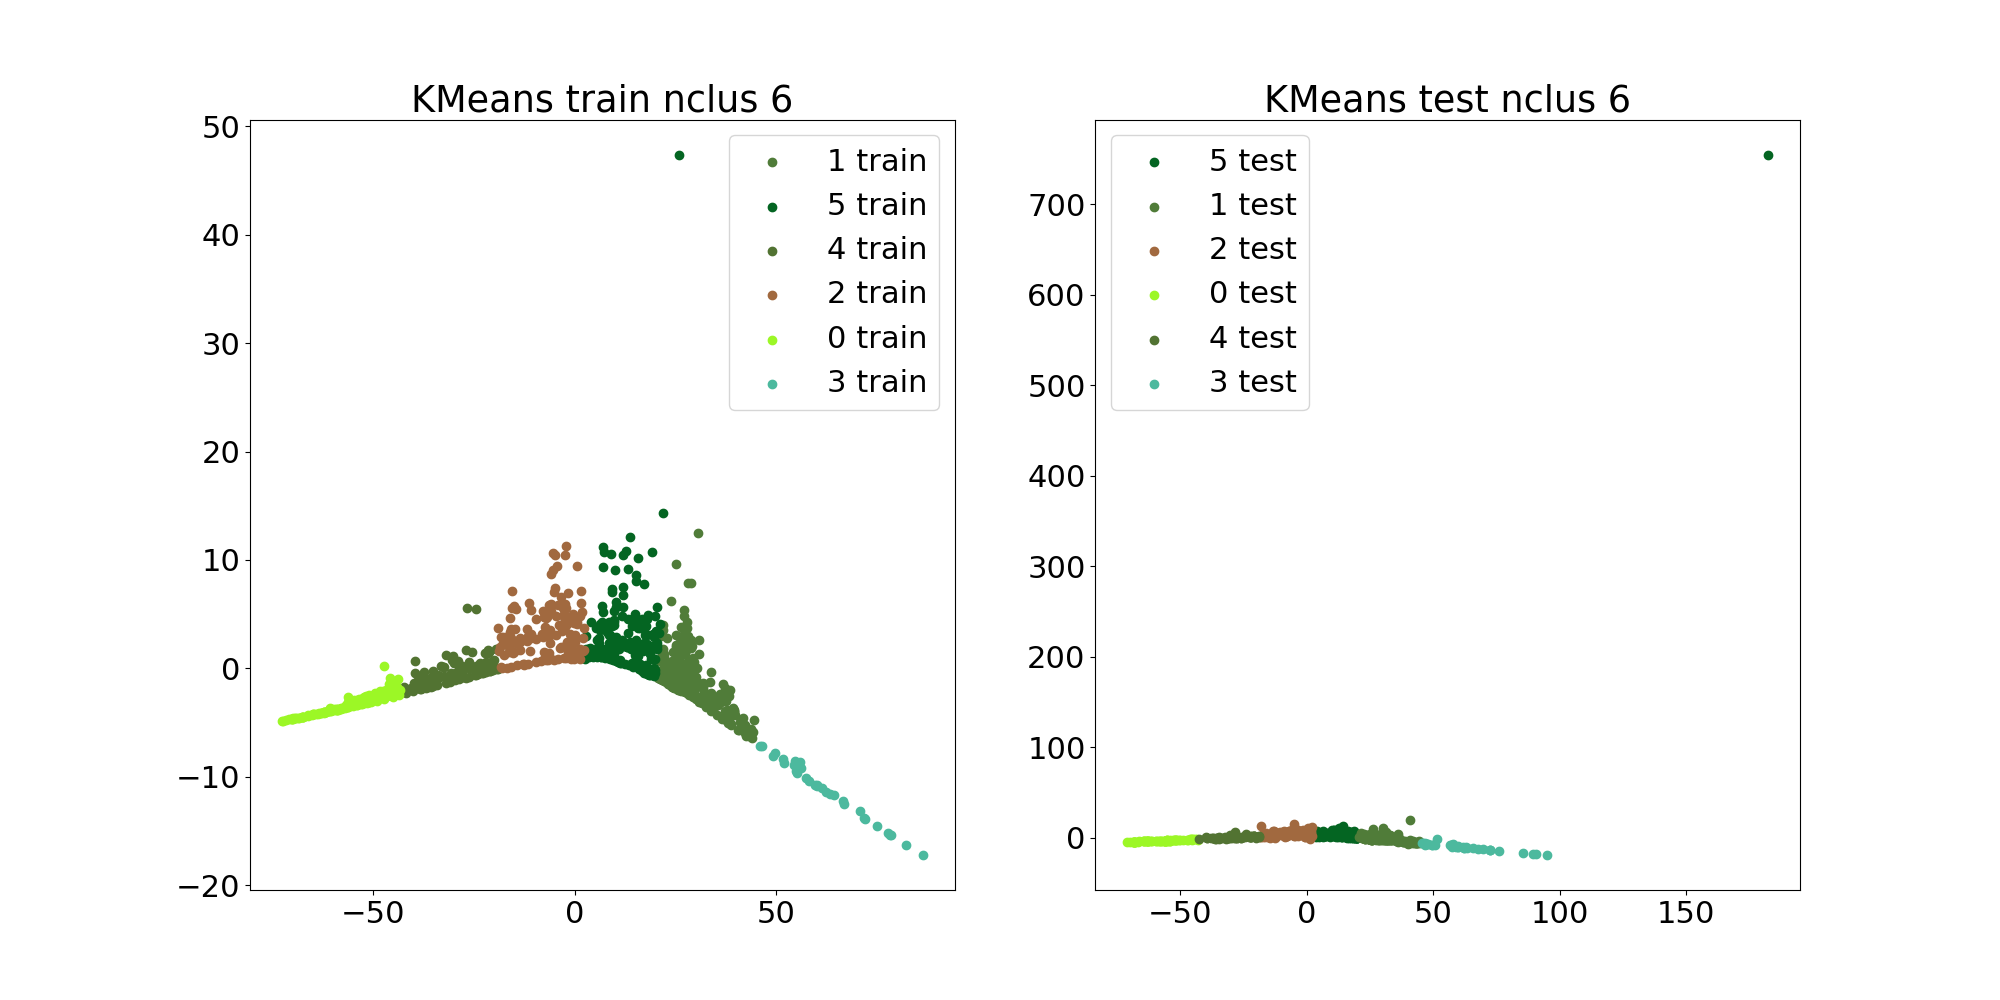 KMeans train nclus 6
50
40
30
20
10
0
−10
−20
−50
0
50
1 train
5 train
4 train
2 train
0 train
3 train
KMeans test nclus 6
700
600
500
400
300
200
100
0
−50
0
50
100
150
5 test
1 test
2 test
0 test
4 test
3 test